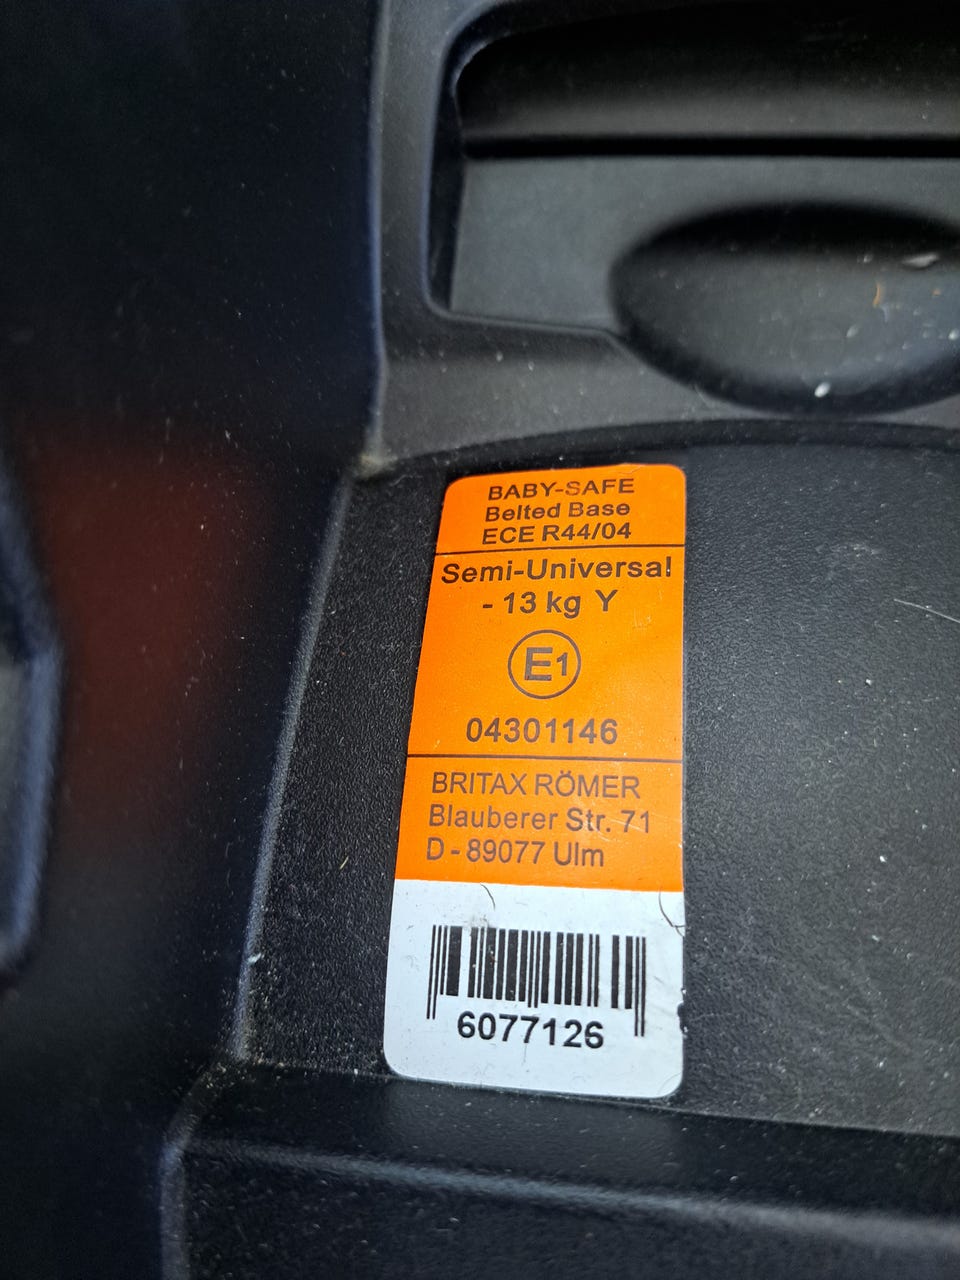 BABY-SAFE
Belted Base
ECE R44/04
Semi-Universal
- 13 kg Y
E1
04301146
BRITAX RÖMER
Blauberer Str. 71
D - 89077 Ulm
6077126